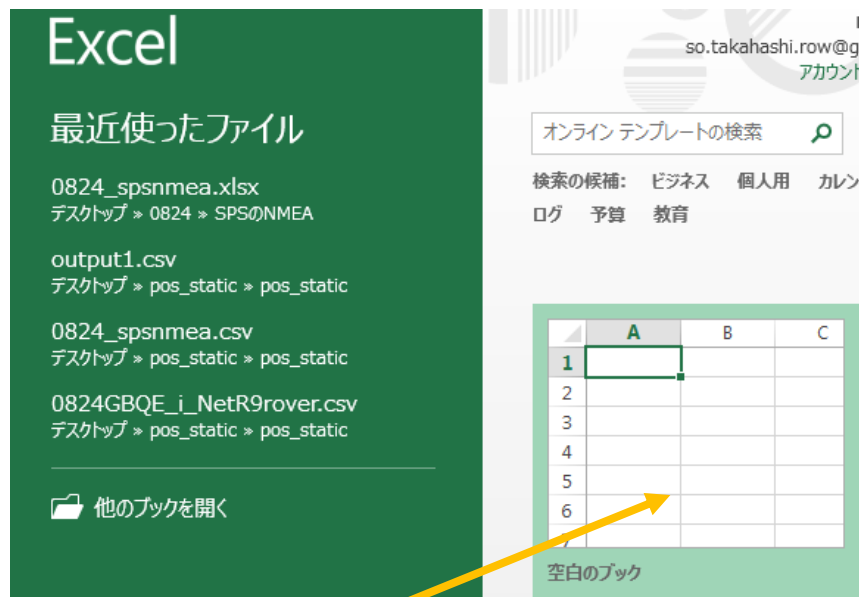 Excel
so.takahashi.row@g
アカウント
最近使ったファイル
0824_spsnmea.xlsx
デスクトップ » 0824 » SPSのNMEA
output1.csv
デスクトップ » pos_static » pos_static
0824_spsnmea.csv
デスクトップ » pos_static » pos_static
0824GBQE_i_NetR9rover.csv
デスクトップ » pos_static » pos_static
他のブックを開く
オンライン テンプレートの検索
検索の候補: ビジネス 個人用 カレン
ログ 予算 教育
A B C
1
2
3
4
5
6
7
空白のブック